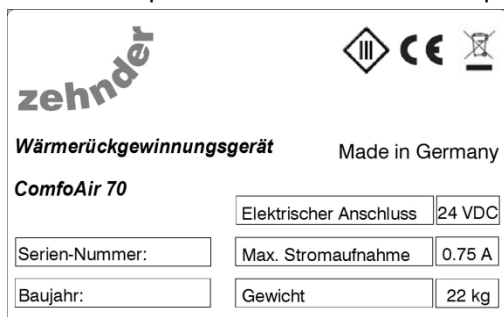 zehnder
III CE
Wärmerückgewinnungsgerät
Made in Germany
ComfoAir 70
Elektrischer Anschluss 24 VDC
Serien-Nummer: Max. Stromaufnahme 0.75 A
Baujahr: Gewicht 22 kg